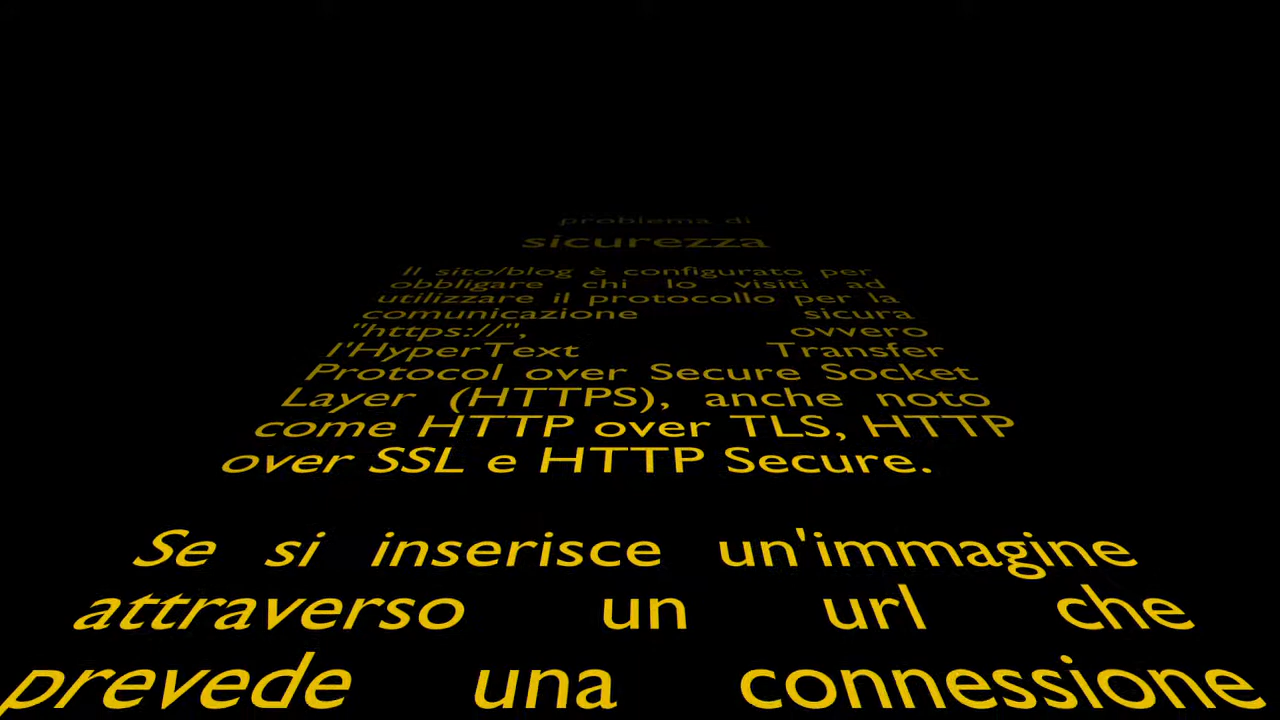 problema di
sicurezza
Il sito/blog è configurato per
obbligare chi lo visiti ad
utilizzare il protocollo per la
comunicazione sicura
"https://", ovvero
l'HyperText Transfer
Protocol over Secure Socket
Layer (HTTPS), anche noto
come HTTP over TLS, HTTP
over SSL e HTTP Secure.
Se si inserisce un'immagine
attraverso un url che
prevede una connessione